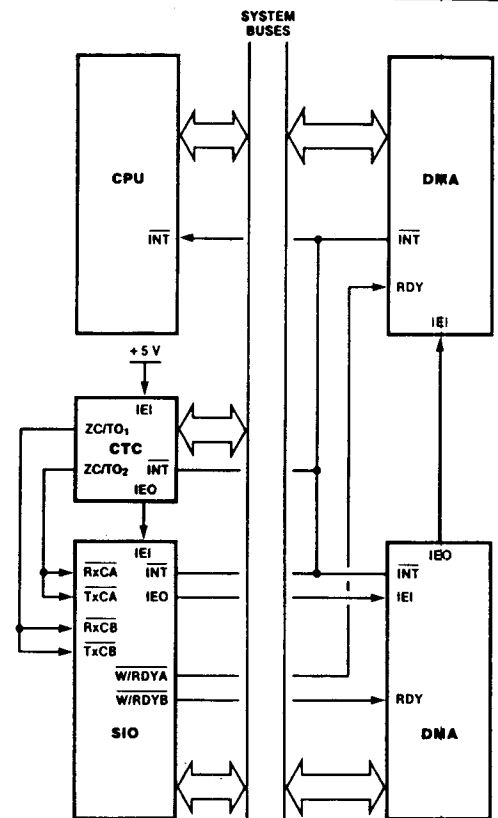 SYSTEM
BUSES
CPU
INT
DMA
INT
RDY
IEI
+5 V
IEI
ZC/TO₁
CTC
ZC/TO₂ INT
IEO
IEI
RxCA INT
TxCA IEO
RxCB
TxCB
W/RDYA
W/RDYB
SIO
IEO
INT
IEI
RDY
DMA